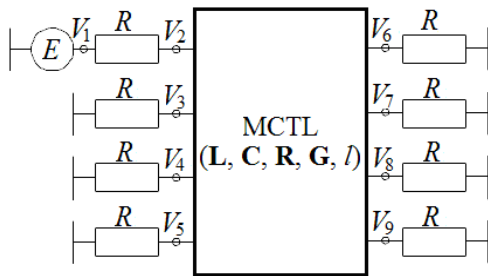 V1 R V2 V6 R
E
R V3 V7 R
MCTL
R V4 (L, C, R, G, l) V8 R
R V5 V9 R